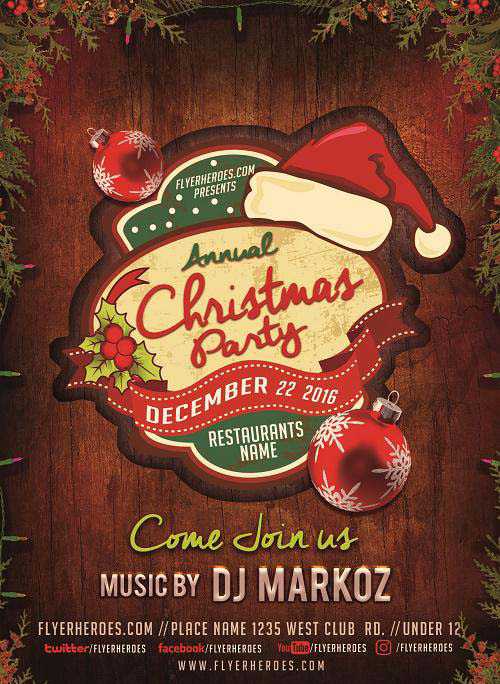 FLYERHEROES.COM
PRESENTS
Annual
Christmas
Party
DECEMBER 22 2016
RESTAURANTS
NAME
Come Join us
MUSIC BY DJ MARKOZ
FLYERHEROES.COM // PLACE NAME 1235 WEST CLUB RD. // UNDER 12
twitter/FLYERHEROES facebook/FLYERHEROES YouTube/FLYERHEROES /FLYERHEROES
WWW.FLYERHEROES.COM